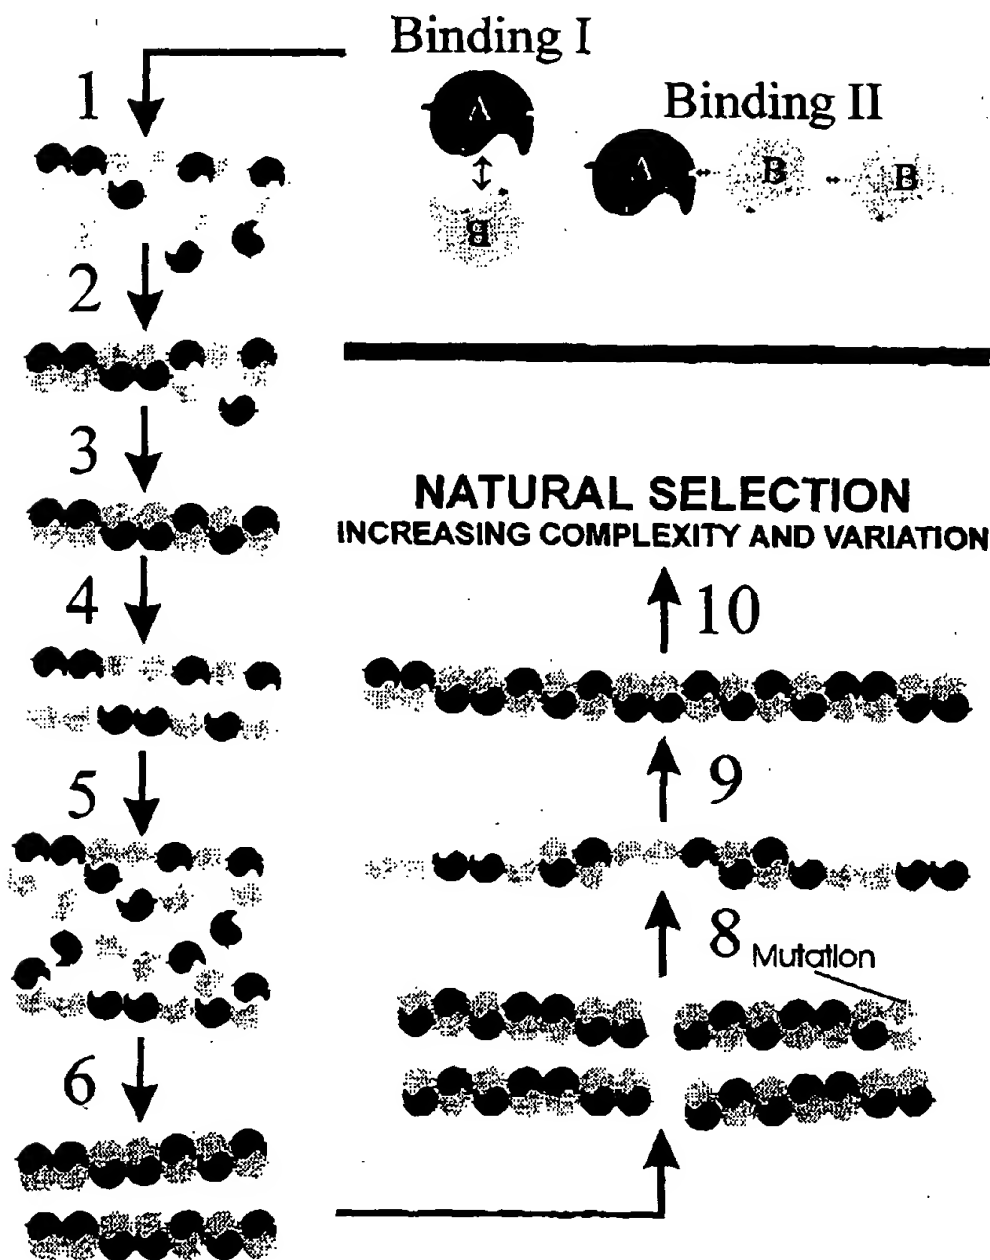 Binding I
1
A
B
Binding II
A
B
B
2
3
4
5
6
NATURAL SELECTION
INCREASING COMPLEXITY AND VARIATION
10
9
8
Mutation